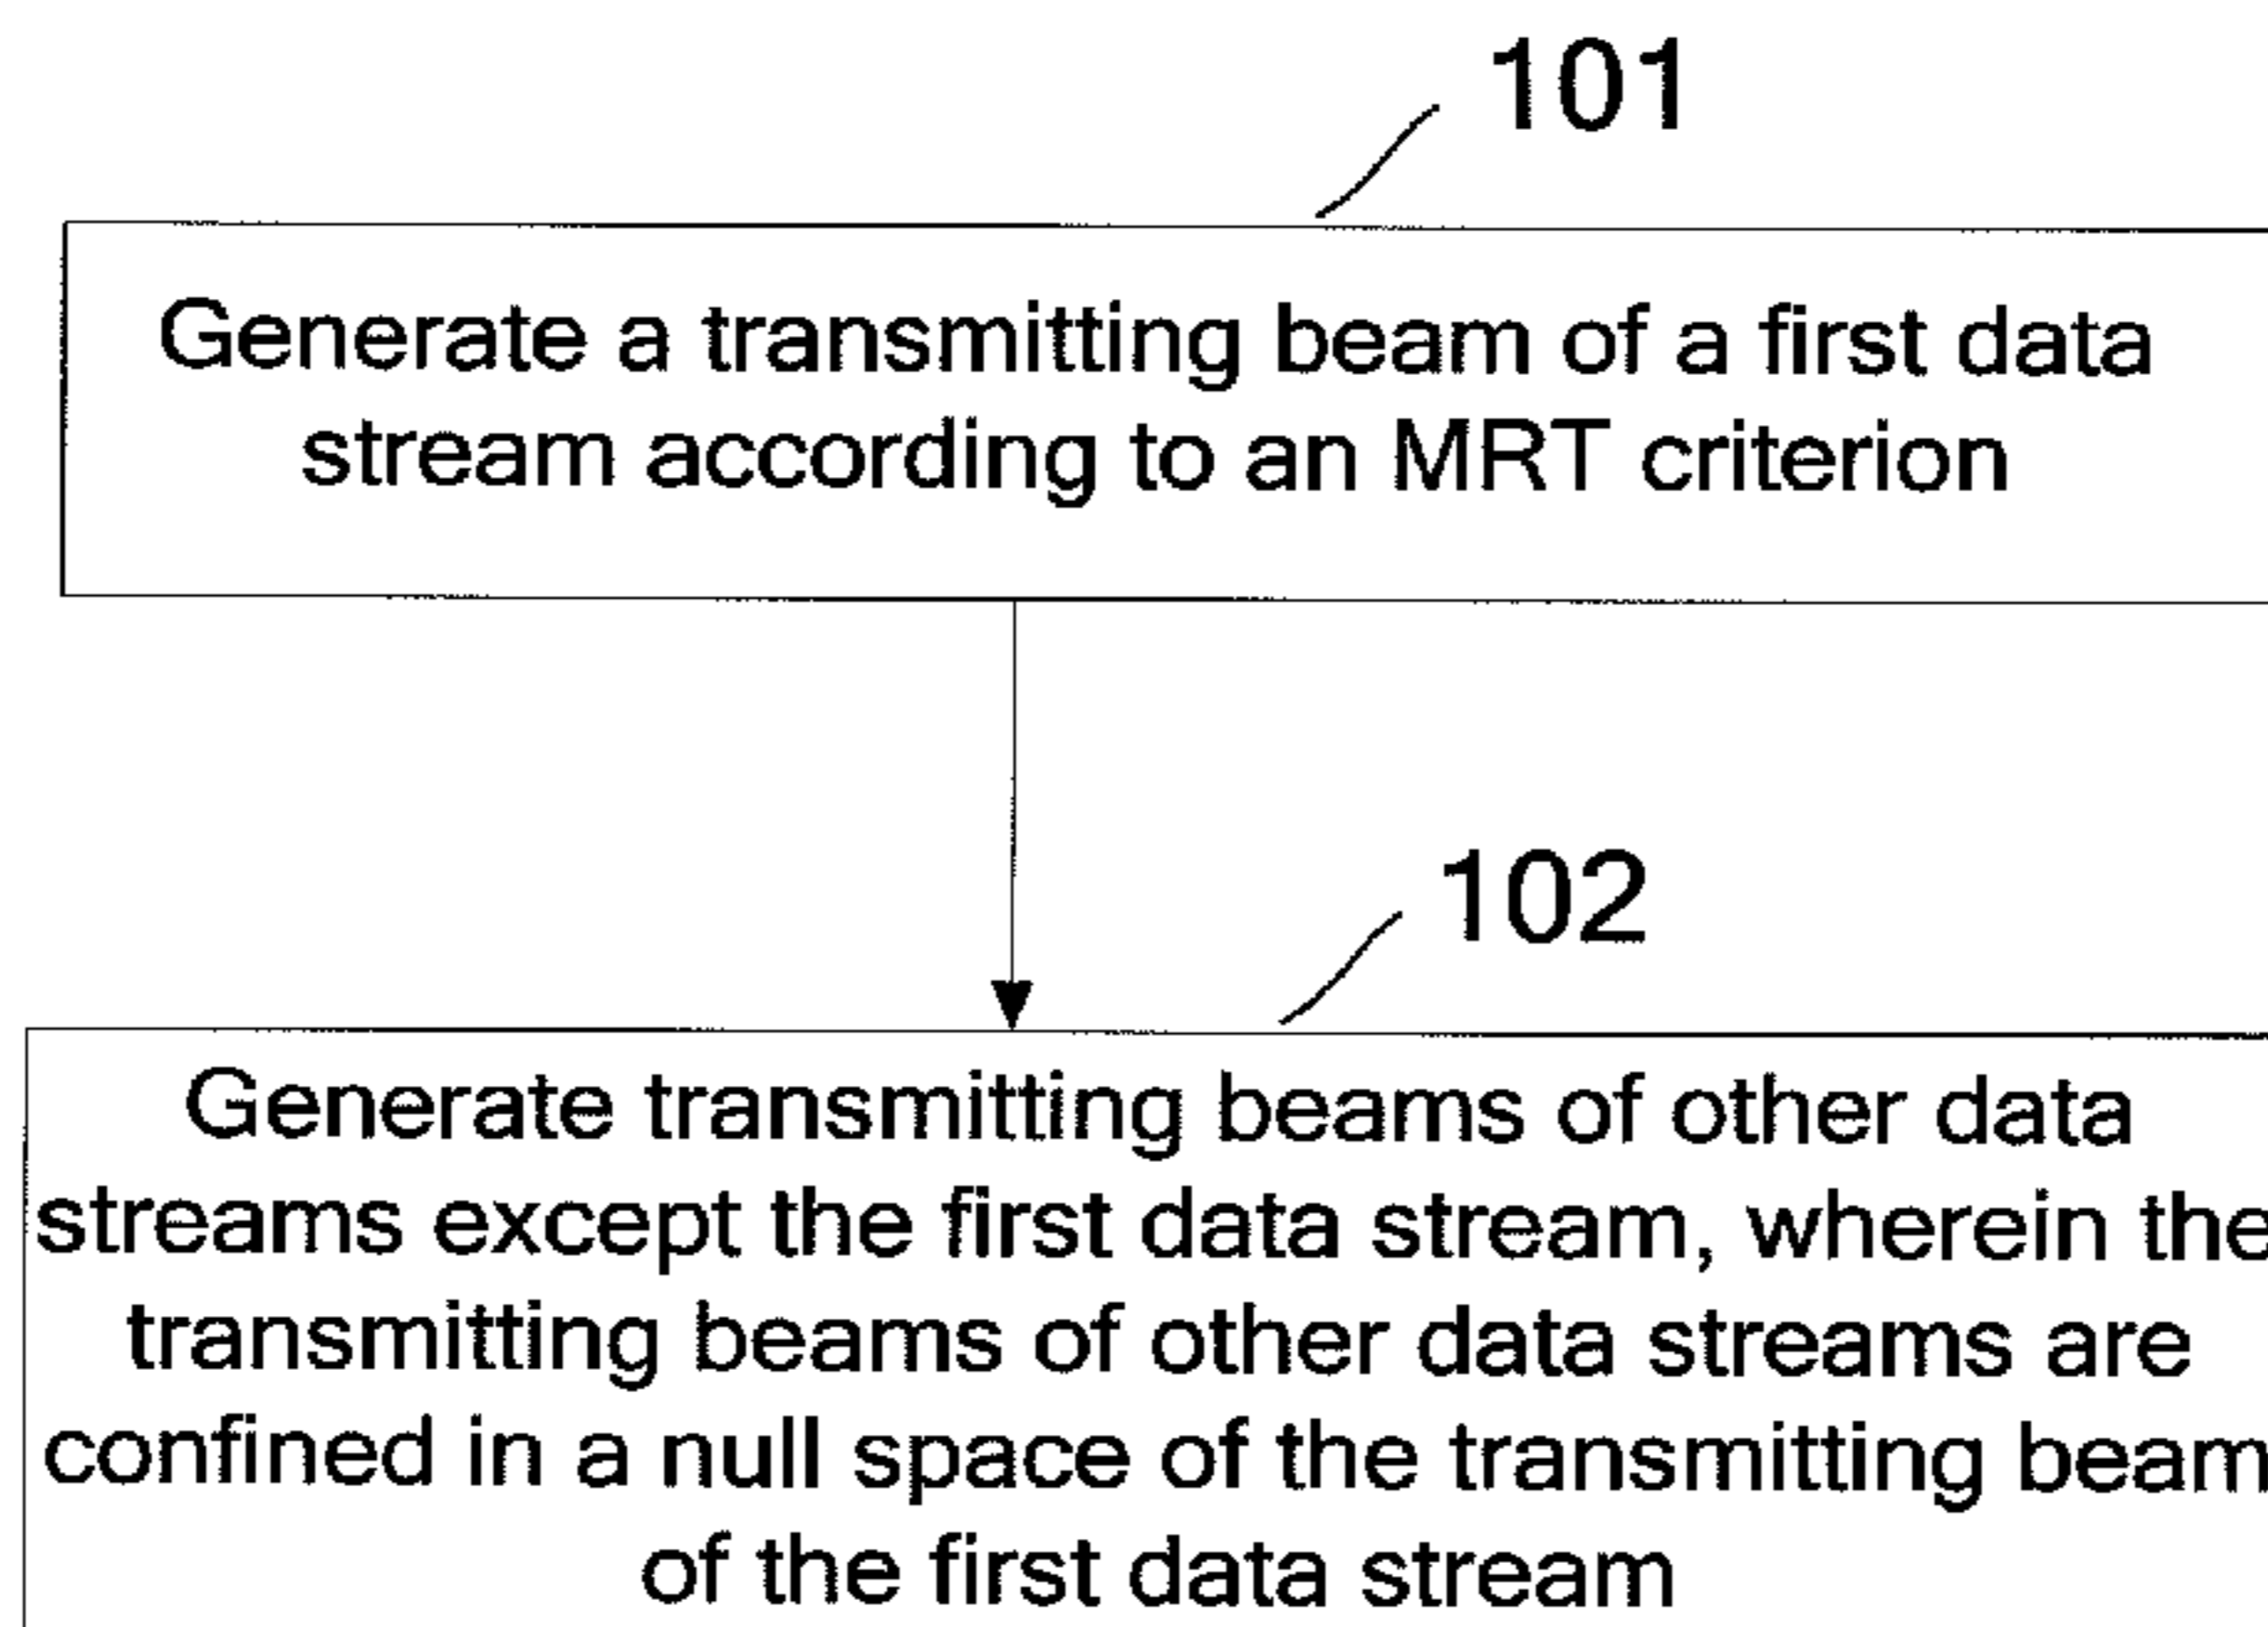 101
Generate a transmitting beam of a first data
stream according to an MRT criterion
102
Generate transmitting beams of other data
streams except the first data stream, wherein the
transmitting beams of other data streams are
confined in a null space of the transmitting beam
of the first data stream